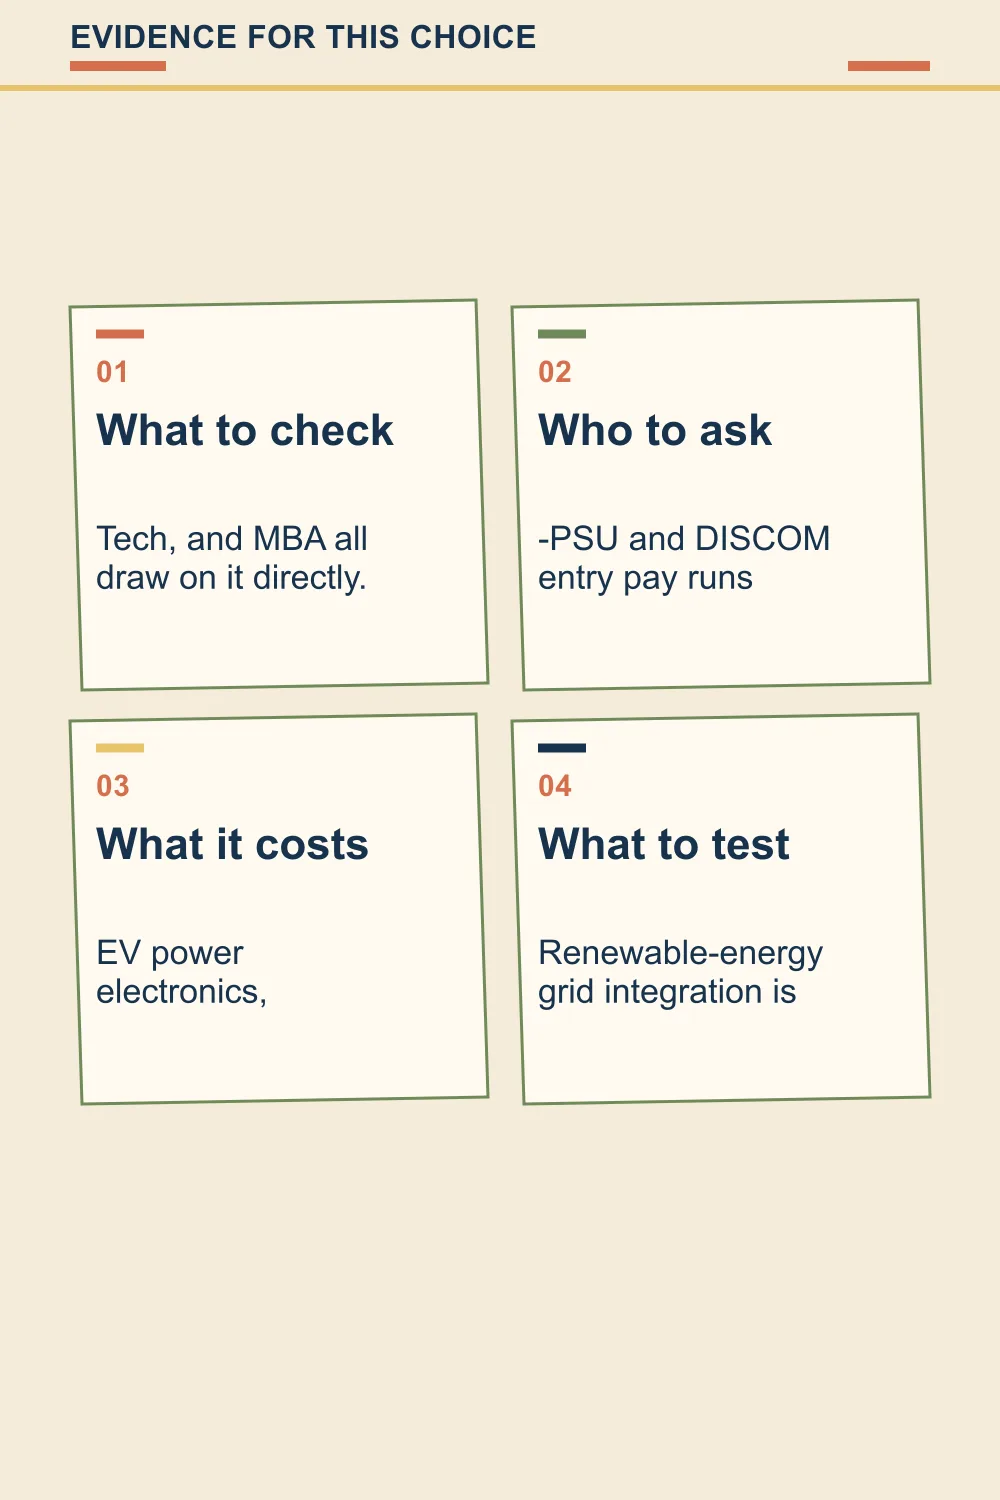 EVIDENCE FOR THIS CHOICE
01
What to check
Tech, and MBA all
draw on it directly.
02
Who to ask
-PSU and DISCOM
entry pay runs
03
What it costs
EV power
electronics,
04
What to test
Renewable-energy
grid integration is